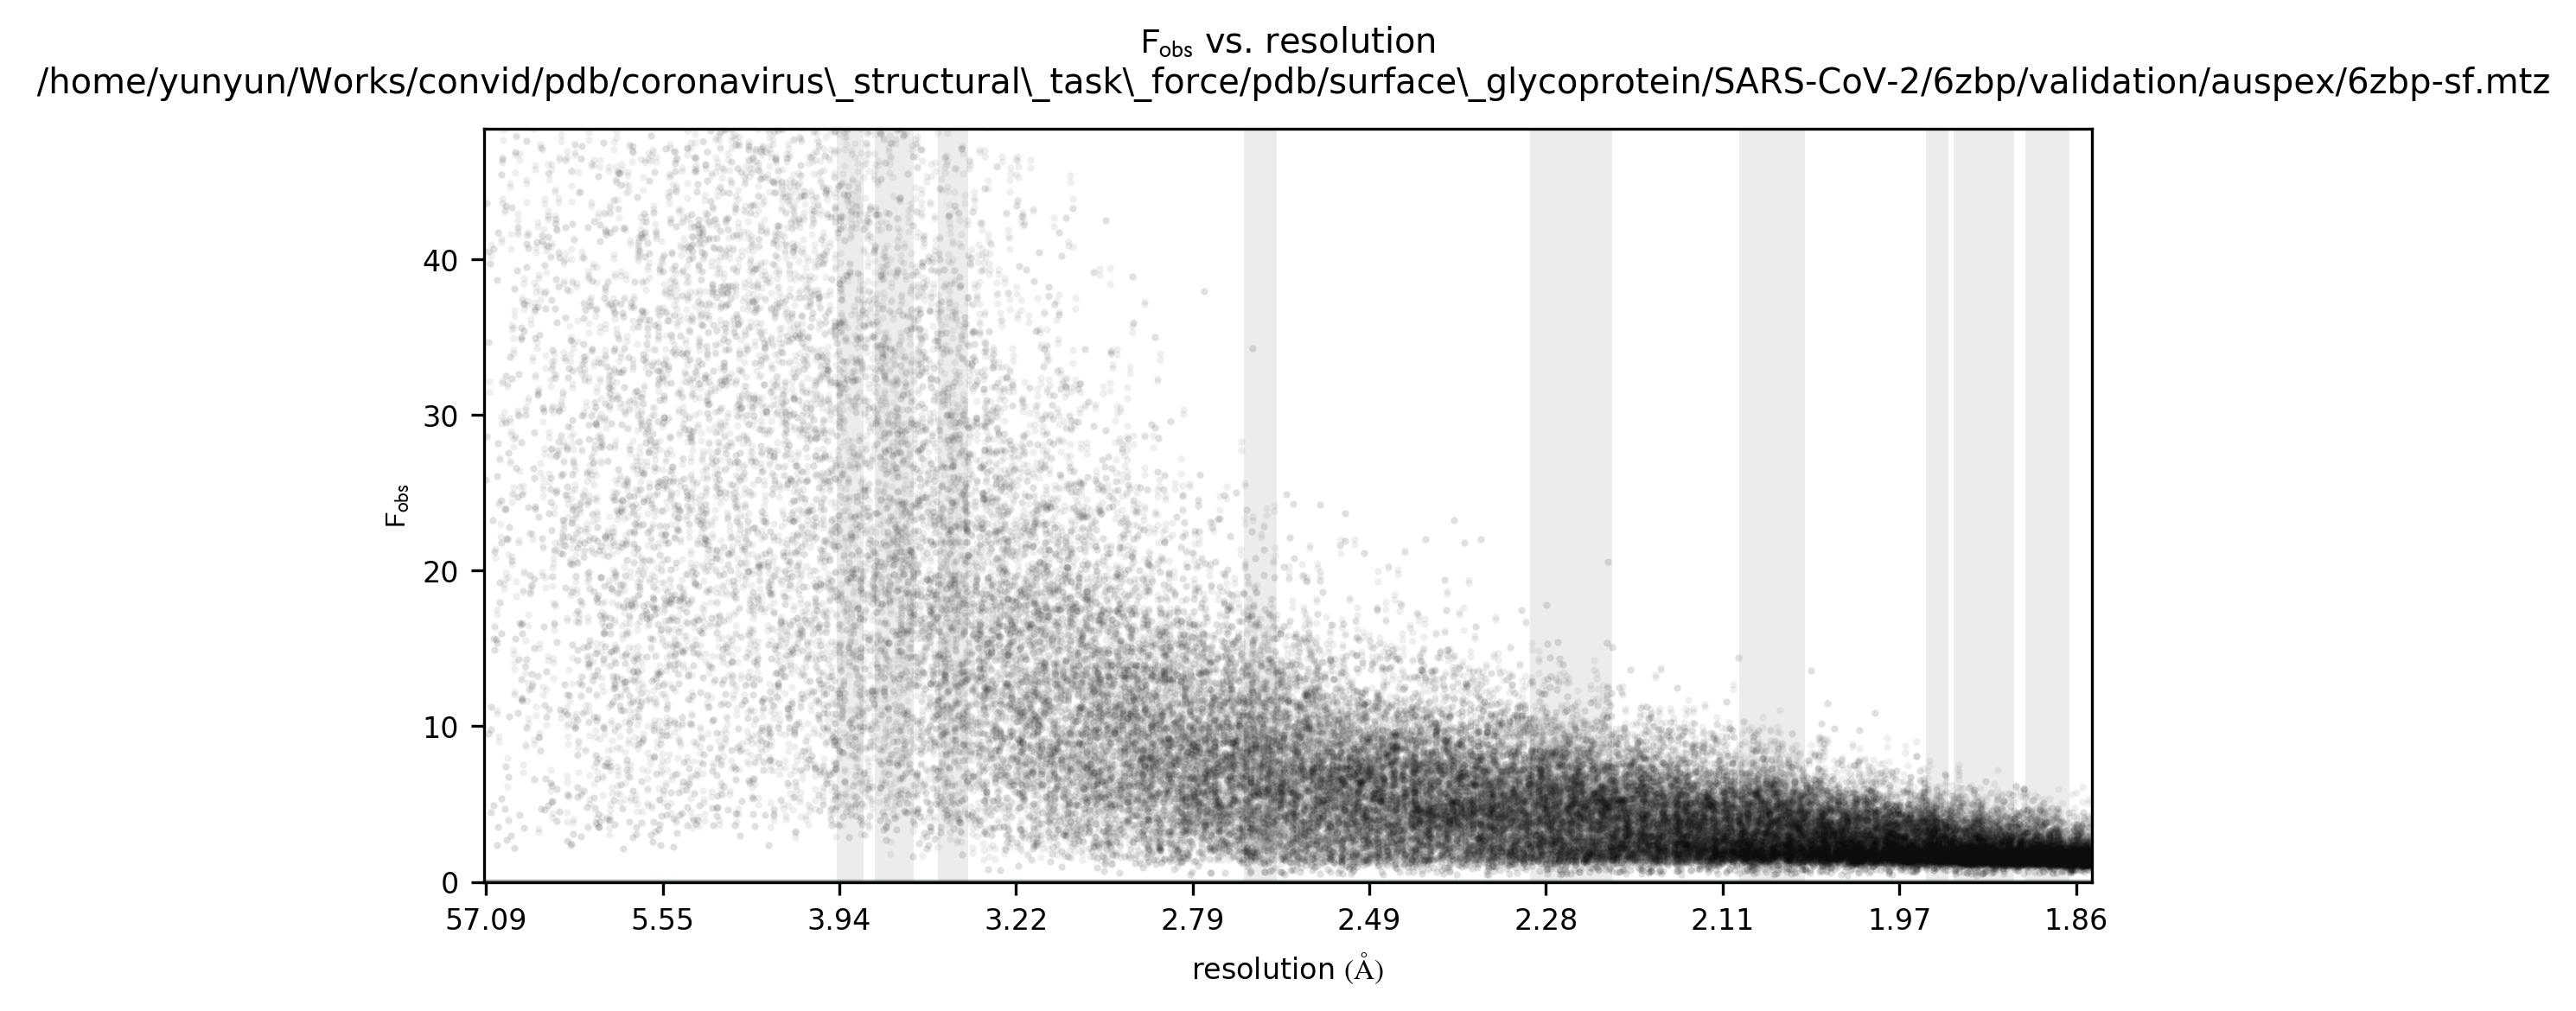 F_obs vs. resolution
/home/yunyun/Works/convid/pdb/coronavirus\_structural\_task\_force/pdb/surface\_glycoprotein/SARS-CoV-2/6zbp/validation/auspex/6zbp-sf.mtz
40
30
20
10
0
F_obs
57.09 5.55 3.94 3.22 2.79 2.49 2.28 2.11 1.97 1.86
resolution (Å)